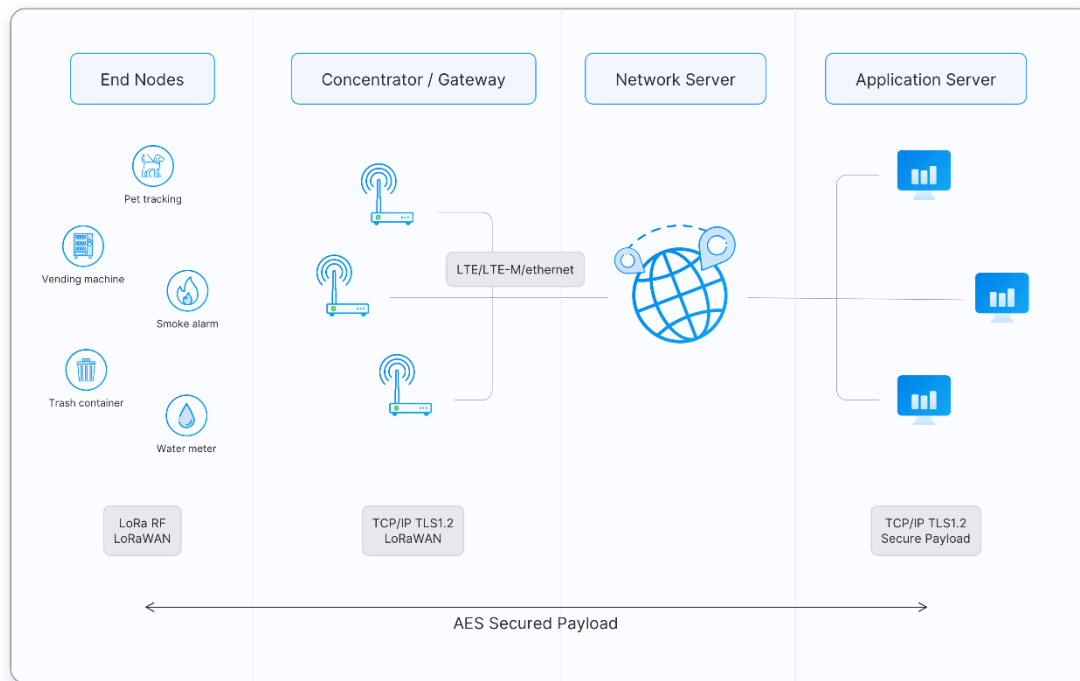 End Nodes
Concentrator / Gateway
Network Server
Application Server
Pet tracking
Vending machine
Smoke alarm
Trash container
Water meter
LTE/LTE-M/ethernet
LoRa RF
LoRaWAN
TCP/IP TLS1.2
LoRaWAN
TCP/IP TLS1.2
Secure Payload
AES Secured Payload